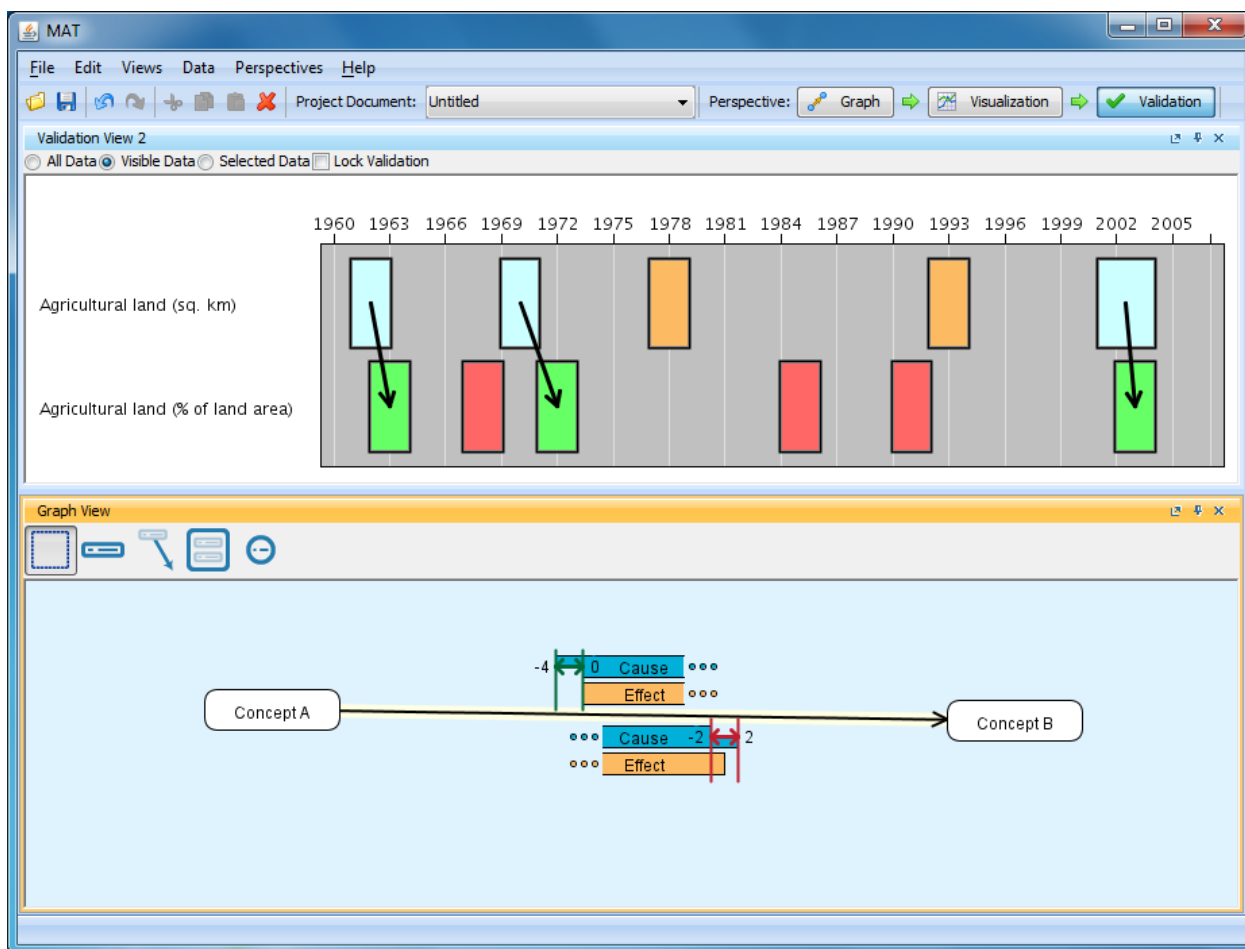 MAT
File Edit Views Data Perspectives Help
Project Document: Untitled Perspective: Graph Visualization Validation
Validation View 2
All Data Visible Data Selected Data Lock Validation
1960 1963 1966 1969 1972 1975 1978 1981 1984 1987 1990 1993 1996 1999 2002 2005
Agricultural land (sq. km)
Agricultural land (% of land area)
Graph View
-4 0 Cause
Effect
Concept A
Concept B
Cause -2 2
Effect